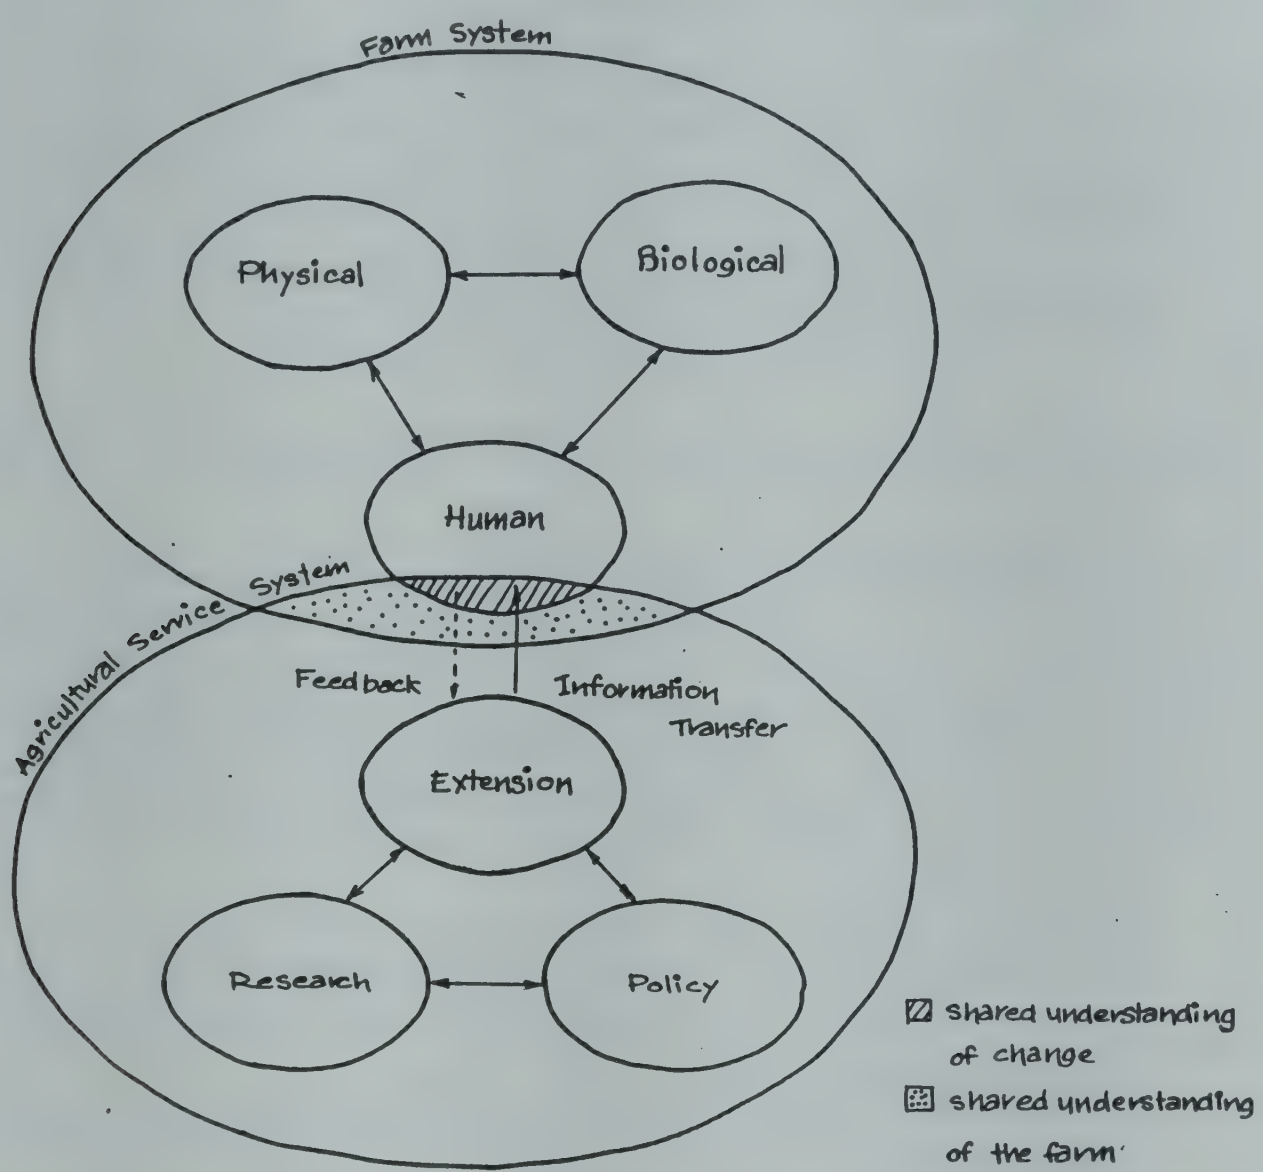 Farm System
Physical
Biological
Human
Agricultural Service System
Feedback
Information
Transfer
Extension
Research
Policy
shared understanding
of change
shared understanding
of the farm